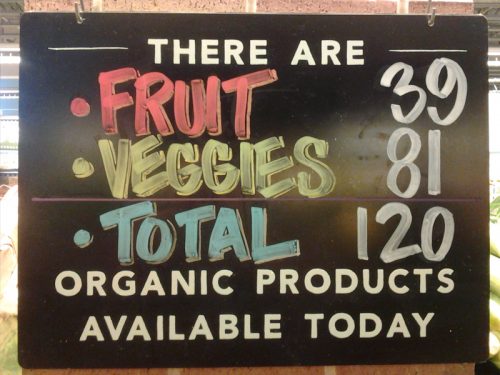 THERE ARE
• FRUIT 39
• VEGGIES 81
• TOTAL 120
ORGANIC PRODUCTS
AVAILABLE TODAY